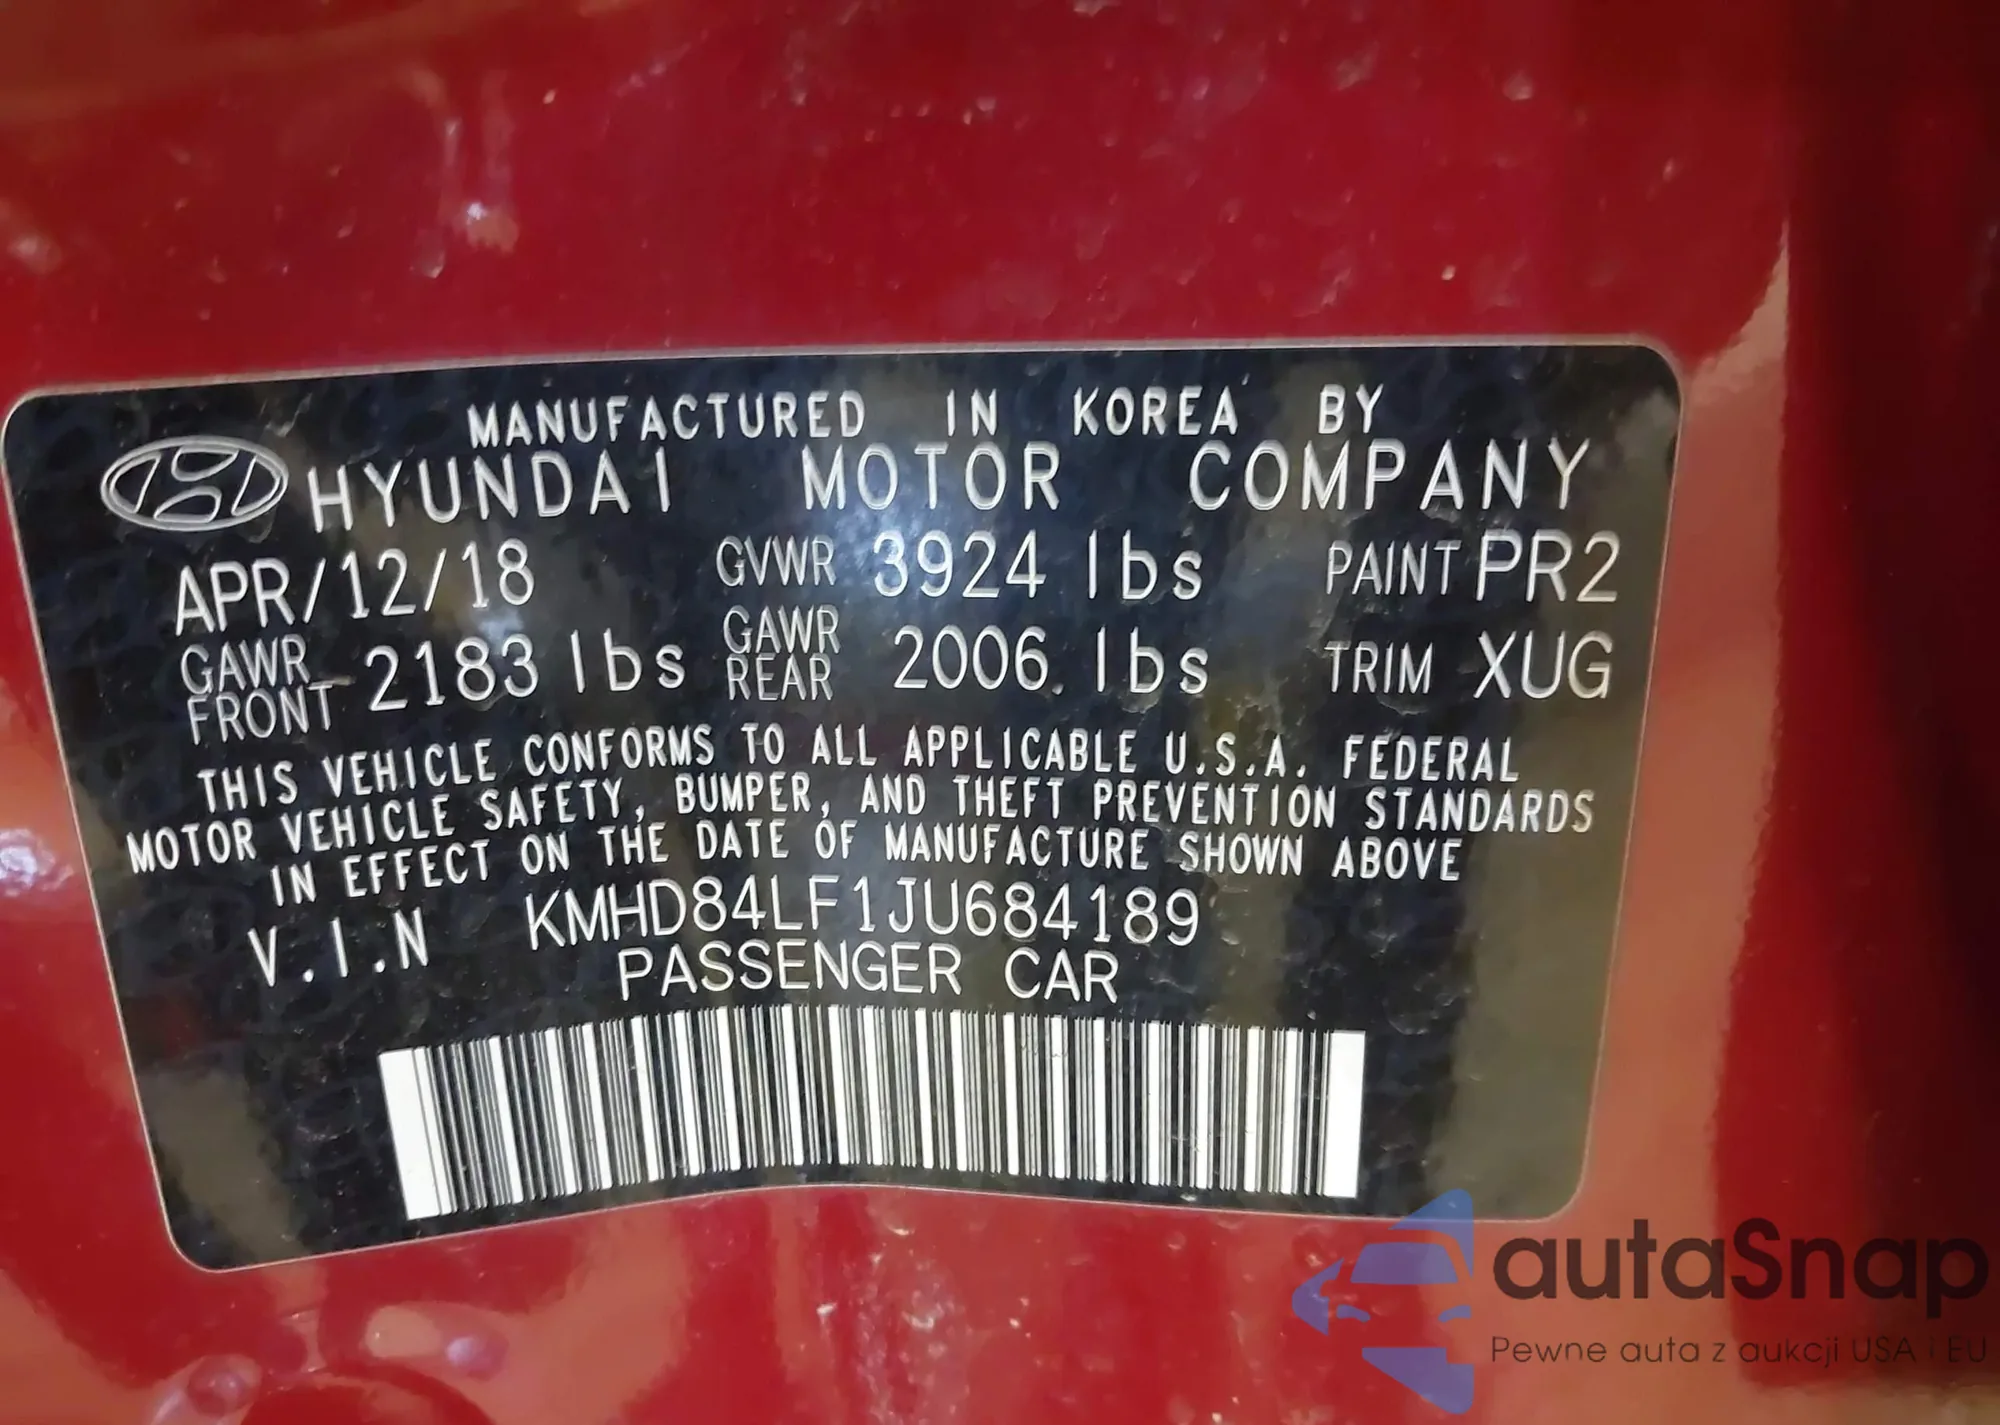 MANUFACTURED IN KOREA BY
HYUNDAI MOTOR COMPANY
APR/12/18 GVWR 3924 lbs PAINT PR2
GAWR FRONT 2183 lbs GAWR REAR 2006 lbs TRIM XUG
THIS VEHICLE CONFORMS TO ALL APPLICABLE U.S.A. FEDERAL
MOTOR VEHICLE SAFETY, BUMPER, AND THEFT PREVENTION STANDARDS
IN EFFECT ON THE DATE OF MANUFACTURE SHOWN ABOVE
V.I.N KMHD84LF1JU684189
PASSENGER CAR
autaSnap
Pewne auta z aukcji USA i EU